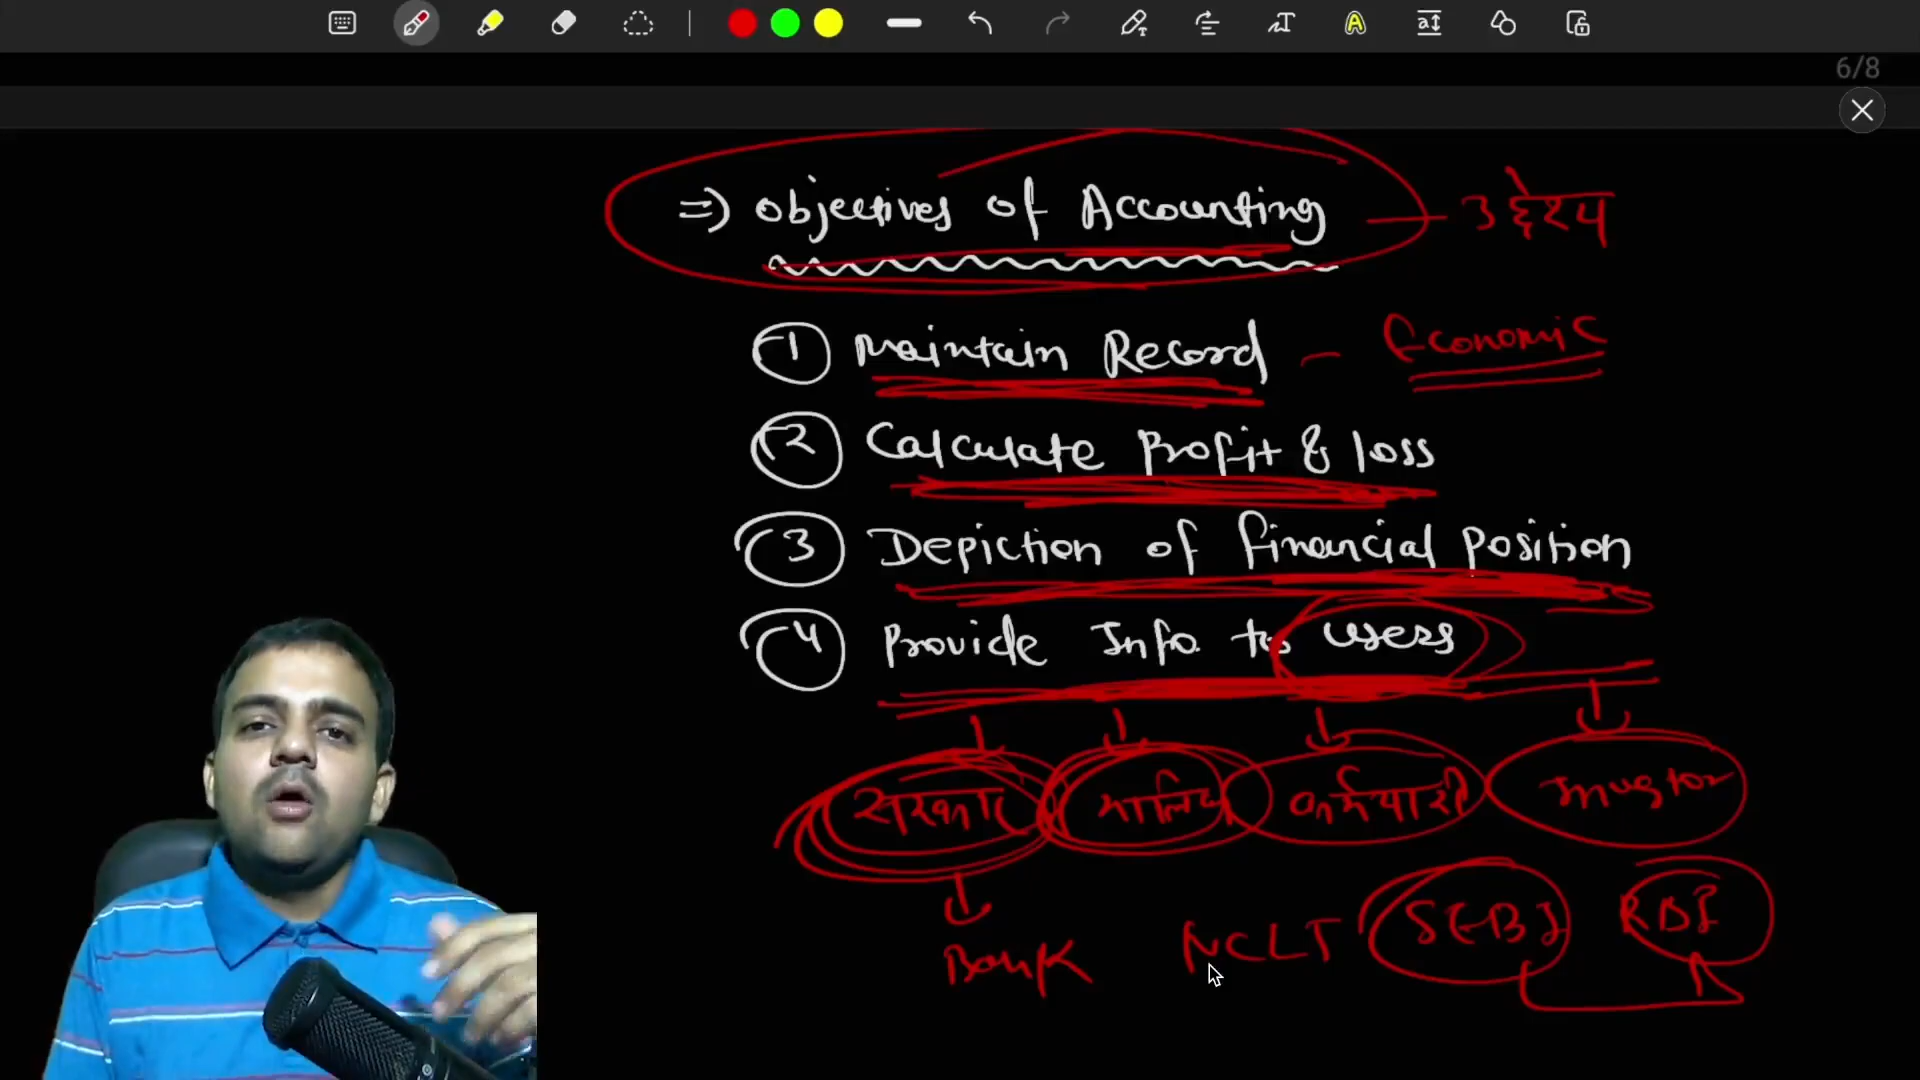 6/8
=) Objectives of Accounting — उद्देश्य
1 Maintain Record — Economic
2 Calculate Profit & loss
3 Depiction of financial position
4 Provide Info. to users
सरकार मालिक कर्मचारी Investor
Bank NCLT SEBI RBI